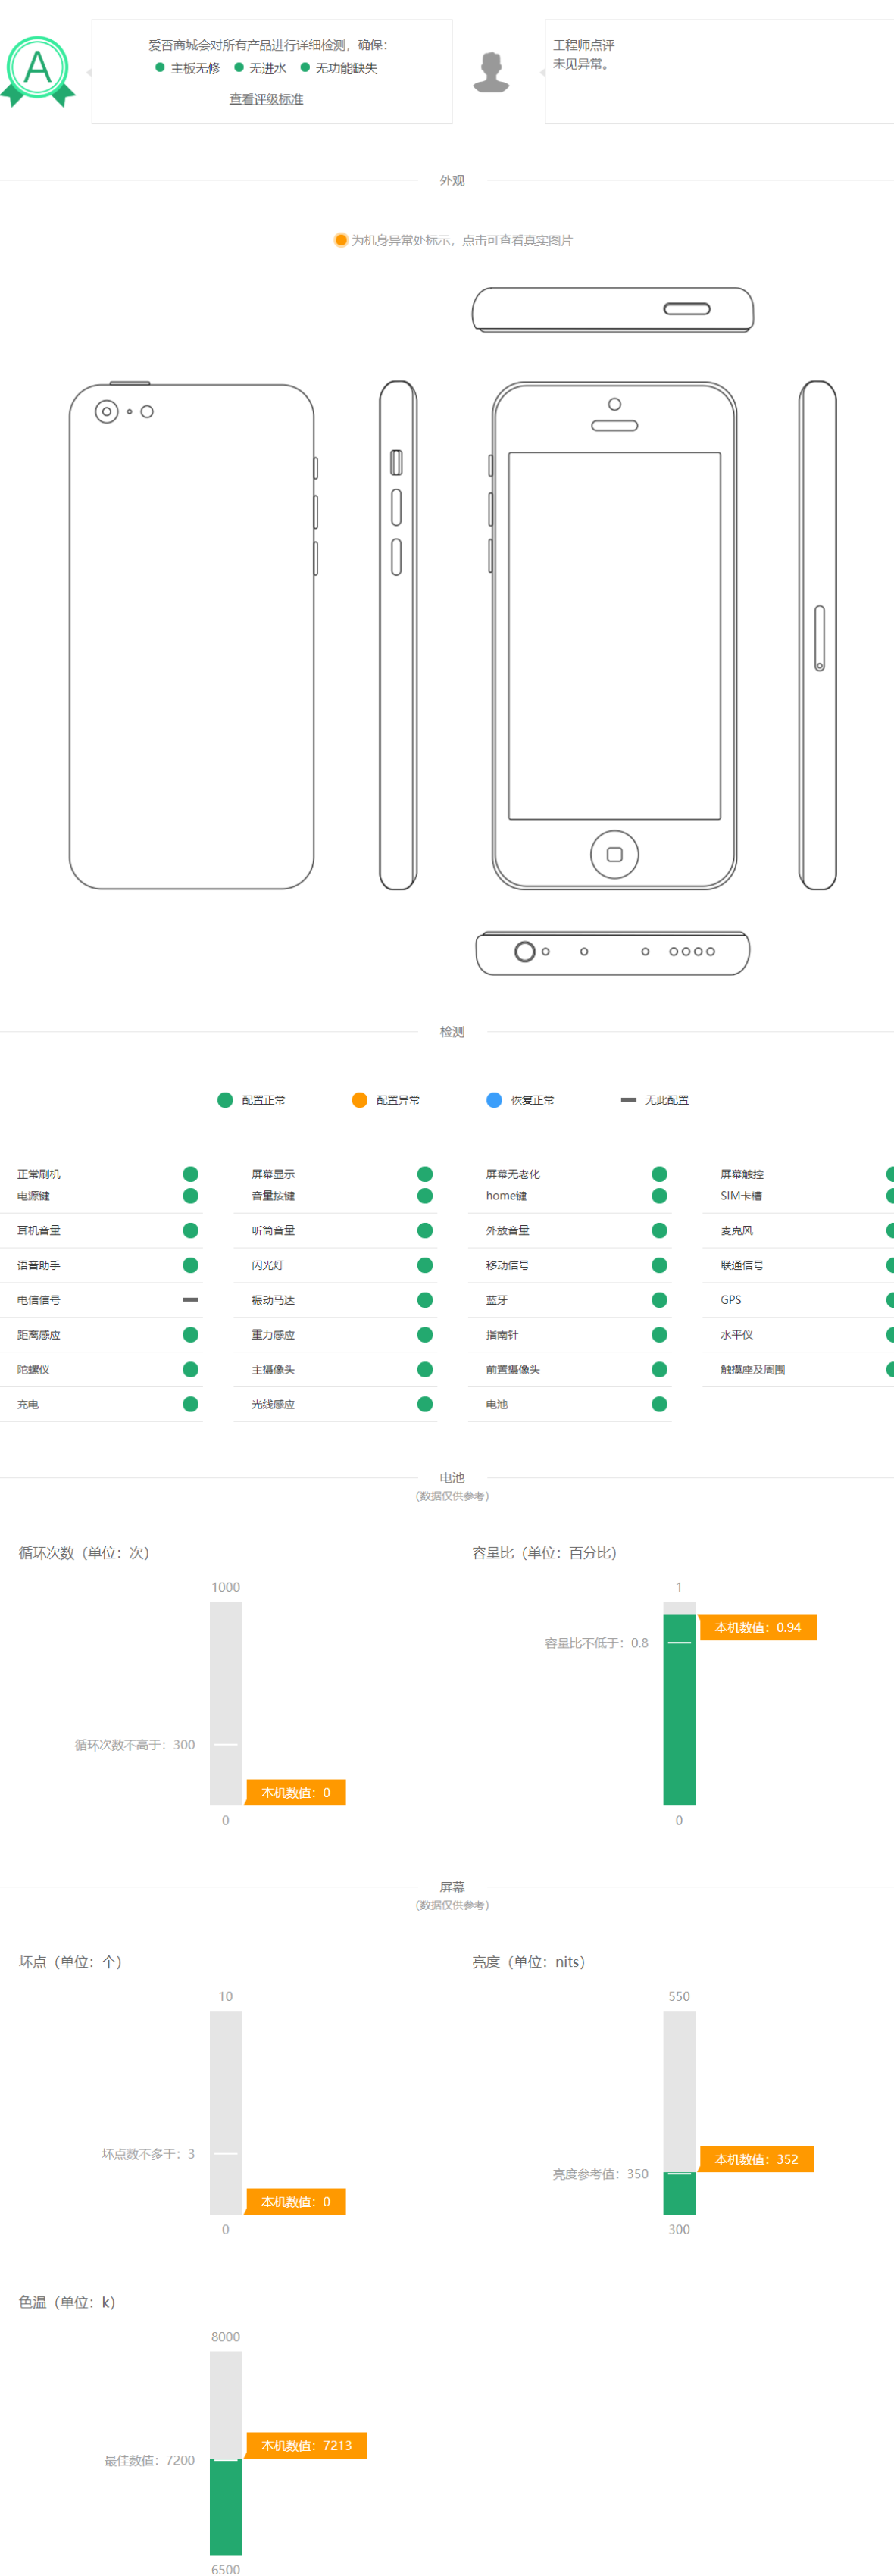 A
爱否商城会对所有产品进行详细检测，确保：
主板无修 无进水 无功能缺失
查看评级标准
工程师点评
未见异常。
外观
为机身异常处标示，点击可查看真实图片
检测
配置正常 配置异常 恢复正常 无此配置
正常刷机 屏幕显示 屏幕无老化 屏幕触控
电源键 音量按键 home键 SIM卡槽
耳机音量 听筒音量 外放音量 麦克风
语音助手 闪光灯 移动信号 联通信号
电信信号 振动马达 蓝牙 GPS
距离感应 重力感应 指南针 水平仪
陀螺仪 主摄像头 前置摄像头 触摸座及周围
充电 光线感应 电池
电池
（数据仅供参考）
循环次数（单位：次）
1000
循环次数不高于：300
本机数值：0
0
容量比（单位：百分比）
1
本机数值：0.94
容量比不低于：0.8
0
屏幕
（数据仅供参考）
坏点（单位：个）
10
坏点数不多于：3
本机数值：0
0
亮度（单位：nits）
550
本机数值：352
亮度参考值：350
300
色温（单位：k）
8000
本机数值：7213
最佳数值：7200
6500